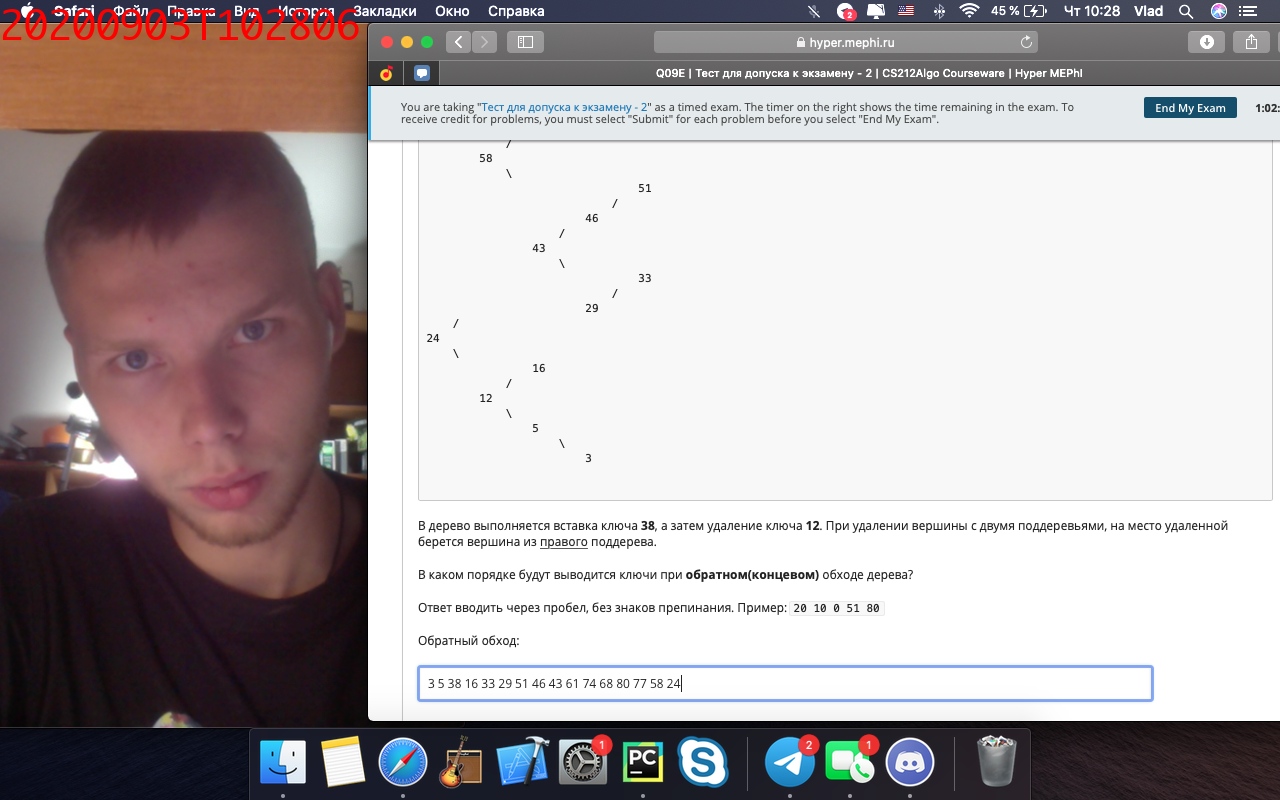 20200903T102806
Safari Файл Правка Вид История Закладки Окно Справка
2
45 %
Чт 10:28 Vlad
hyper.mephi.ru
Q09E | Тест для допуска к экзамену - 2 | CS212Algo Courseware | Hyper MEPhI
You are taking "Тест для допуска к экзамену - 2" as a timed exam. The timer on the right shows the time remaining in the exam. To
receive credit for problems, you must select "Submit" for each problem before you select "End My Exam".
End My Exam
1:02:
/
58
\
51
/
46
/
43
\
33
/
29
/
24
\
16
/
12
\
5
\
3
В дерево выполняется вставка ключа 38, а затем удаление ключа 12. При удалении вершины с двумя поддеревьями, на место удаленной
берется вершина из правого поддерева.
В каком порядке будут выводится ключи при обратном(концевом) обходе дерева?
Ответ вводить через пробел, без знаков препинания. Пример: 20 10 0 51 80
Обратный обход:
3 5 38 16 33 29 51 46 43 61 74 68 80 77 58 24
1
PC
S
2
1